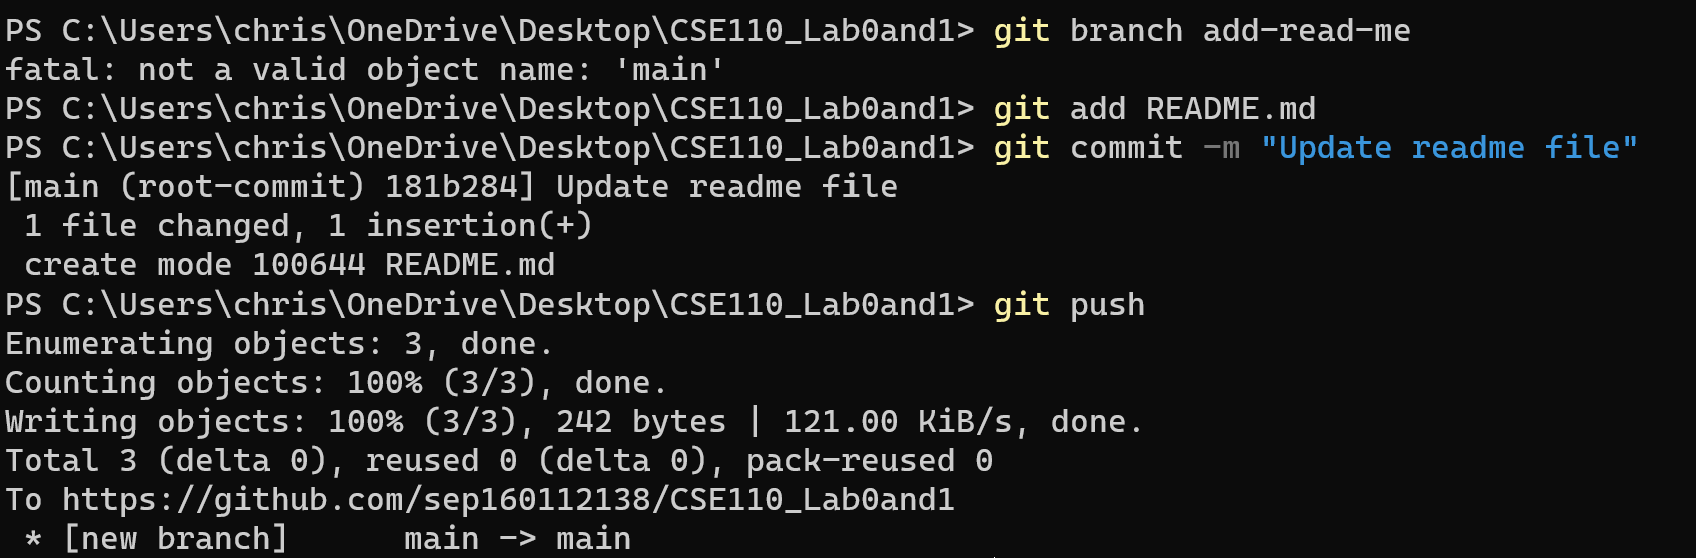 PS C:\Users\chris\OneDrive\Desktop\CSE110_Lab0and1> git branch add-read-me
fatal: not a valid object name: 'main'
PS C:\Users\chris\OneDrive\Desktop\CSE110_Lab0and1> git add README.md
PS C:\Users\chris\OneDrive\Desktop\CSE110_Lab0and1> git commit -m "Update readme file"
[main (root-commit) 181b284] Update readme file
 1 file changed, 1 insertion(+)
 create mode 100644 README.md
PS C:\Users\chris\OneDrive\Desktop\CSE110_Lab0and1> git push
Enumerating objects: 3, done.
Counting objects: 100% (3/3), done.
Writing objects: 100% (3/3), 242 bytes | 121.00 KiB/s, done.
Total 3 (delta 0), reused 0 (delta 0), pack-reused 0
To https://github.com/sep160112138/CSE110_Lab0and1
 * [new branch]      main -> main